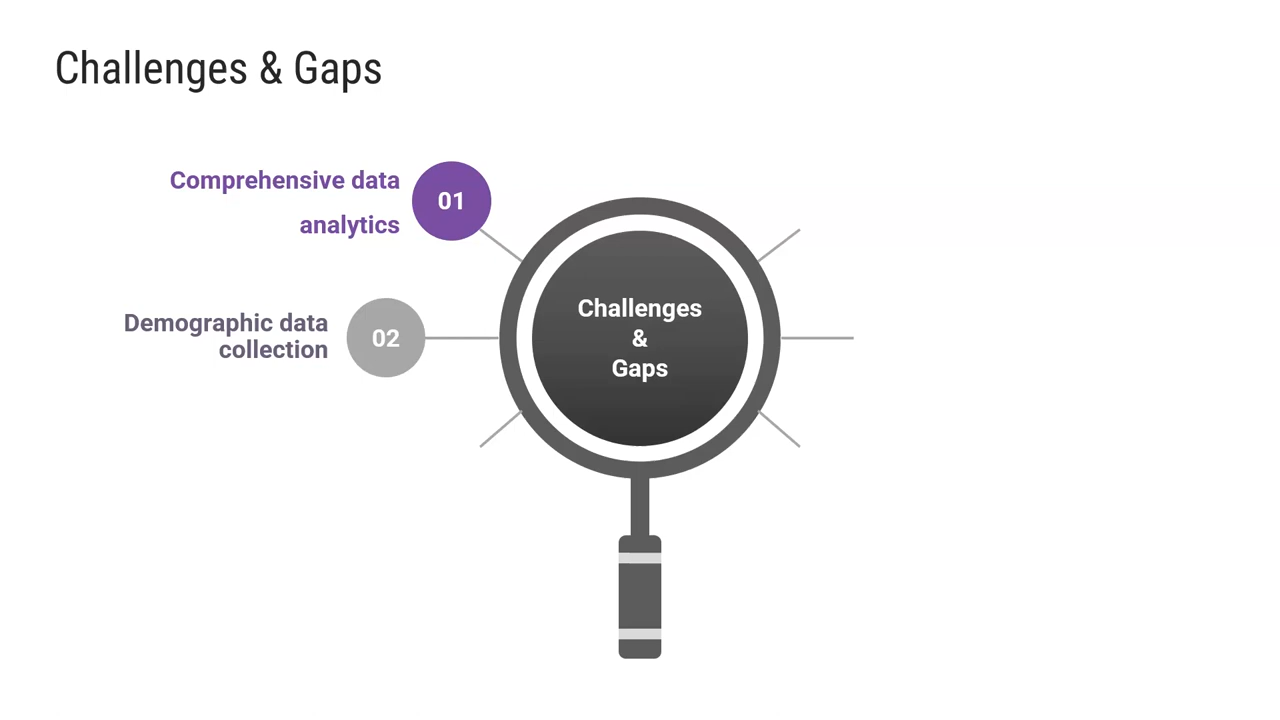 Challenges & Gaps
Comprehensive data
analytics
01
Demographic data
collection
02
Challenges
&
Gaps